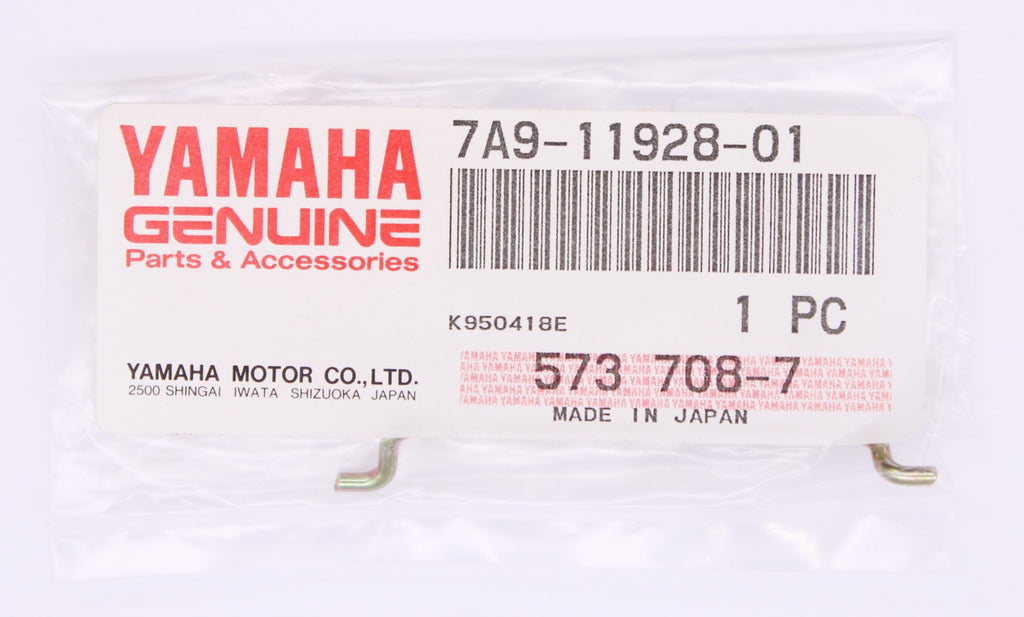 YAMAHA
GENUINE
Parts & Accessories
YAMAHA MOTOR CO.,LTD.
2500 SHINGAI IWATA SHIZUOKA JAPAN
7A9-11928-01
K950418E
1 PC
573 708-7
MADE IN JAPAN